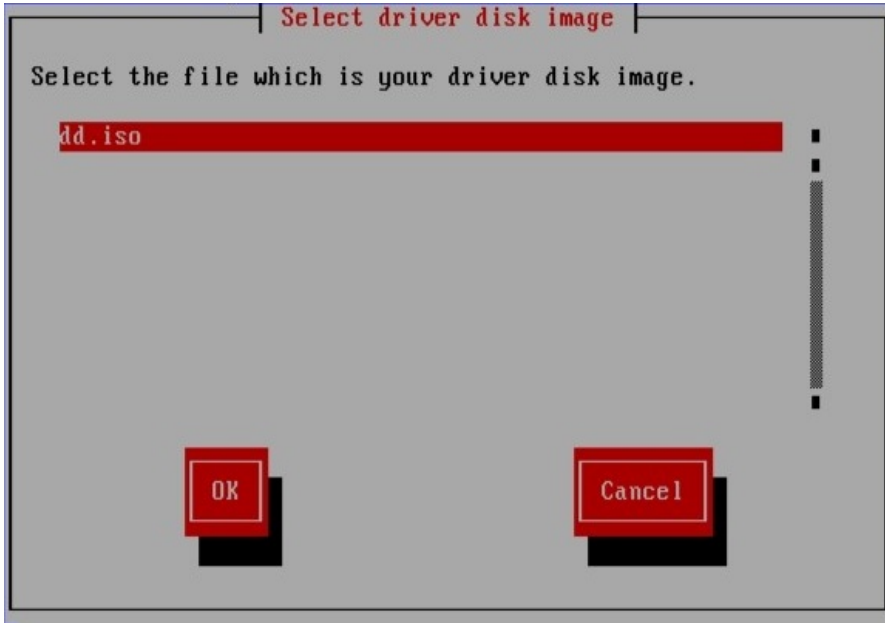 Select driver disk image
Select the file which is your driver disk image.
dd.iso
OK
Cancel